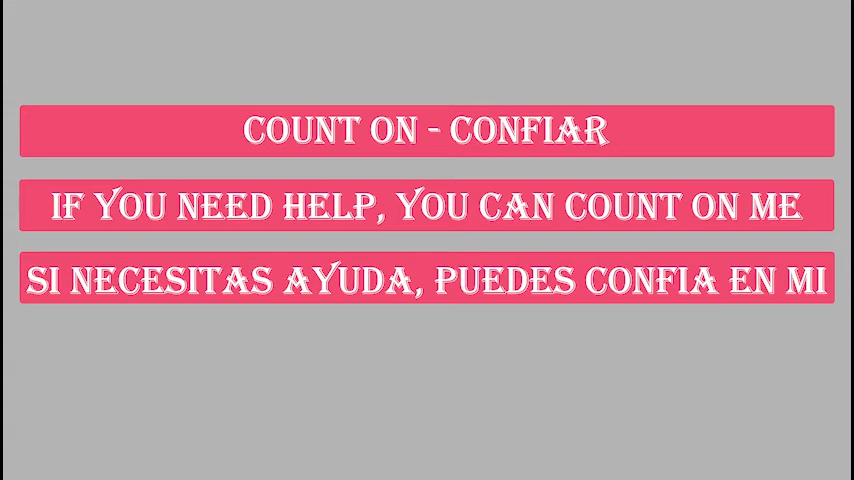 COUNT ON - CONFIAR
IF YOU NEED HELP, YOU CAN COUNT ON ME
SI NECESITAS AYUDA, PUEDES CONFIA EN MI